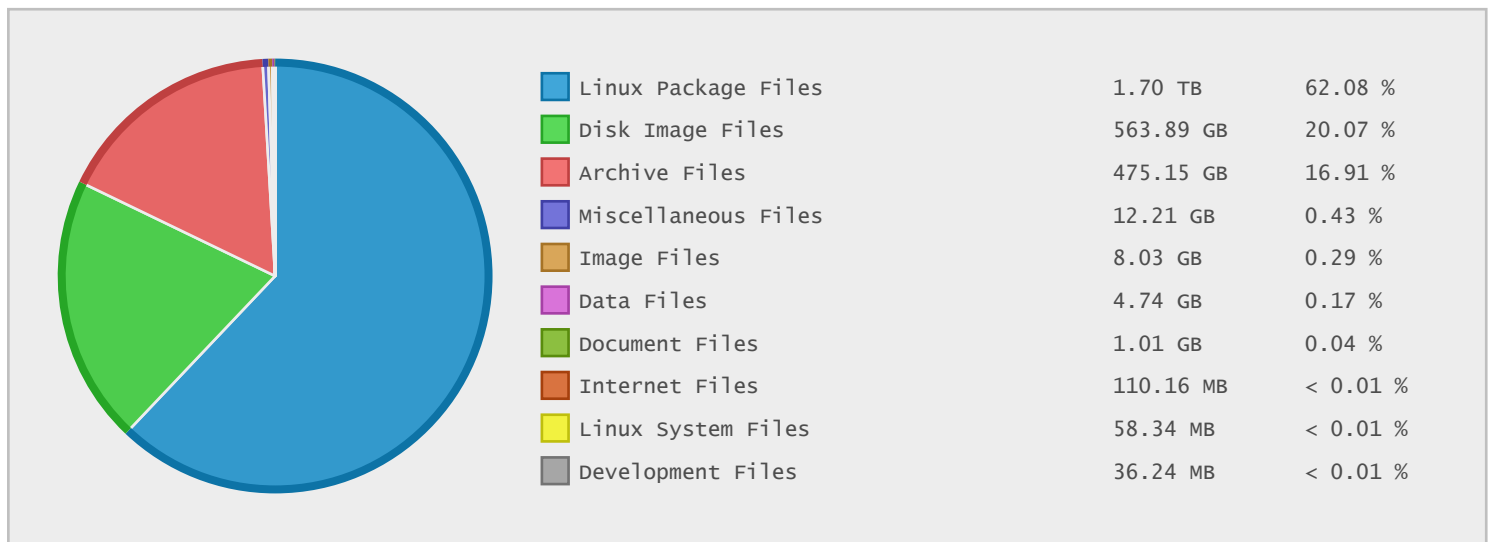 Linux Package Files 1.70 TB 62.08 %
Disk Image Files 563.89 GB 20.07 %
Archive Files 475.15 GB 16.91 %
Miscellaneous Files 12.21 GB 0.43 %
Image Files 8.03 GB 0.29 %
Data Files 4.74 GB 0.17 %
Document Files 1.01 GB 0.04 %
Internet Files 110.16 MB < 0.01 %
Linux System Files 58.34 MB < 0.01 %
Development Files 36.24 MB < 0.01 %